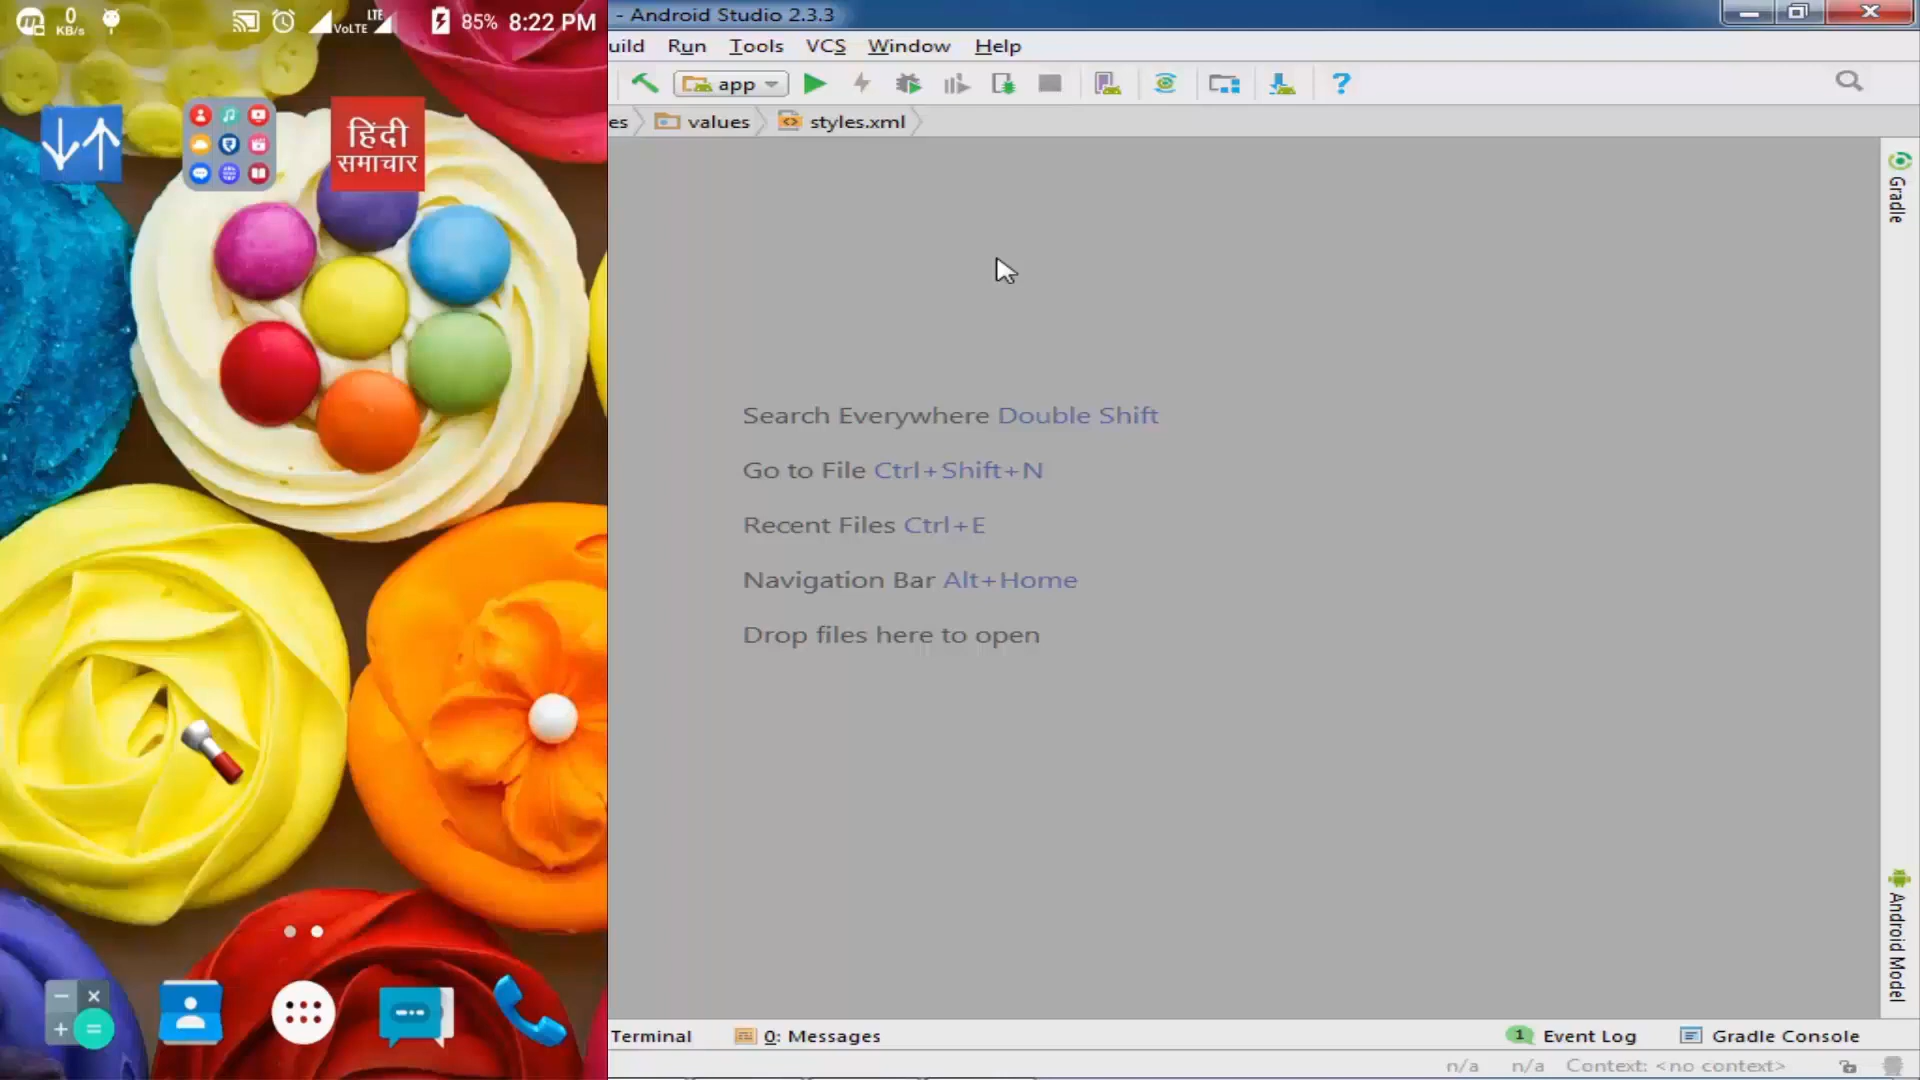 0
KB/s
VoLTE
LTE
85%
8:22 PM
हिंदी
समाचार
- Android Studio 2.3.3
uild Run Tools VCS Window Help
app
?
es values styles.xml
Gradle
Search Everywhere Double Shift
Go to File Ctrl+Shift+N
Recent Files Ctrl+E
Navigation Bar Alt+Home
Drop files here to open
Android Model
Terminal 0: Messages 1 Event Log Gradle Console
n/a n/a Context: <no context>